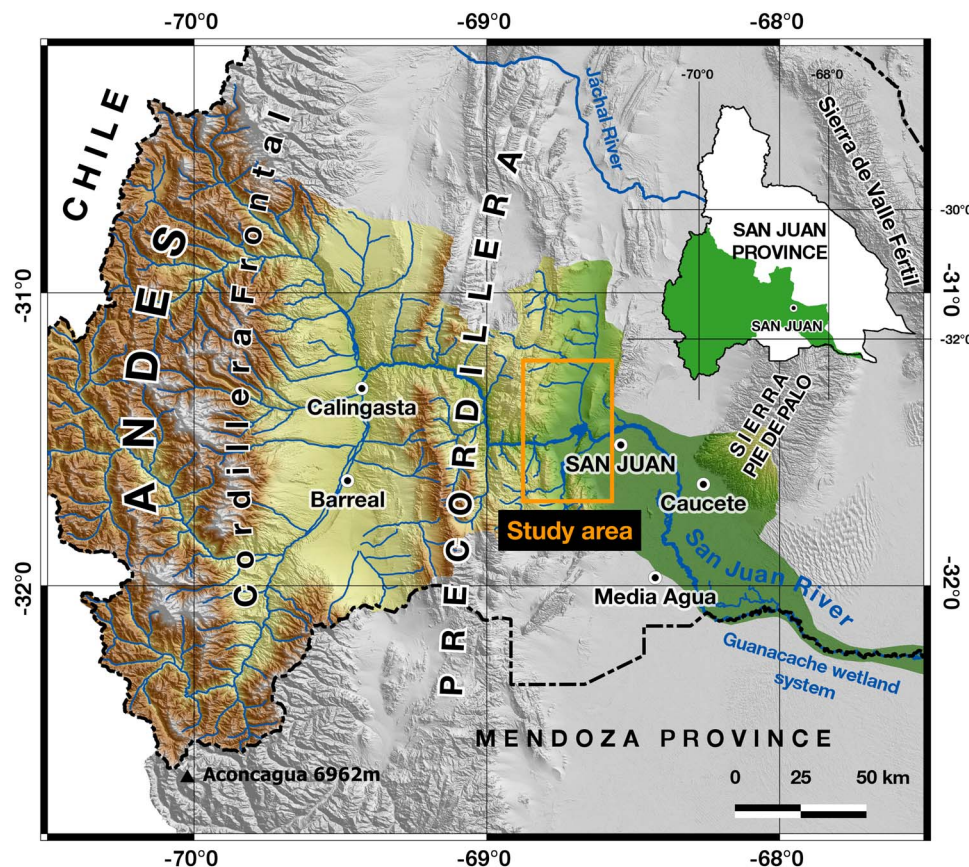 -70°0
-69°0
-68°0
CHILE
ANDES
Cordillera Frontal
PRECORDILLERA
Jáchal River
-70°0
-68°0
Sierra de Valle Fértil
-30°0
-31°0
-32°0
SAN JUAN
PROVINCE
SAN JUAN
-31°0
-31°0
Calingasta
Barreal
SAN JUAN
Caucete
SIERRA
PIE DE PALO
Study area
Media Agua
San Juan River
-32°0
-32°0
Guanacache wetland
system
MENDOZA PROVINCE
Aconcagua 6962m
0 25 50 km
-70°0
-69°0
-68°0